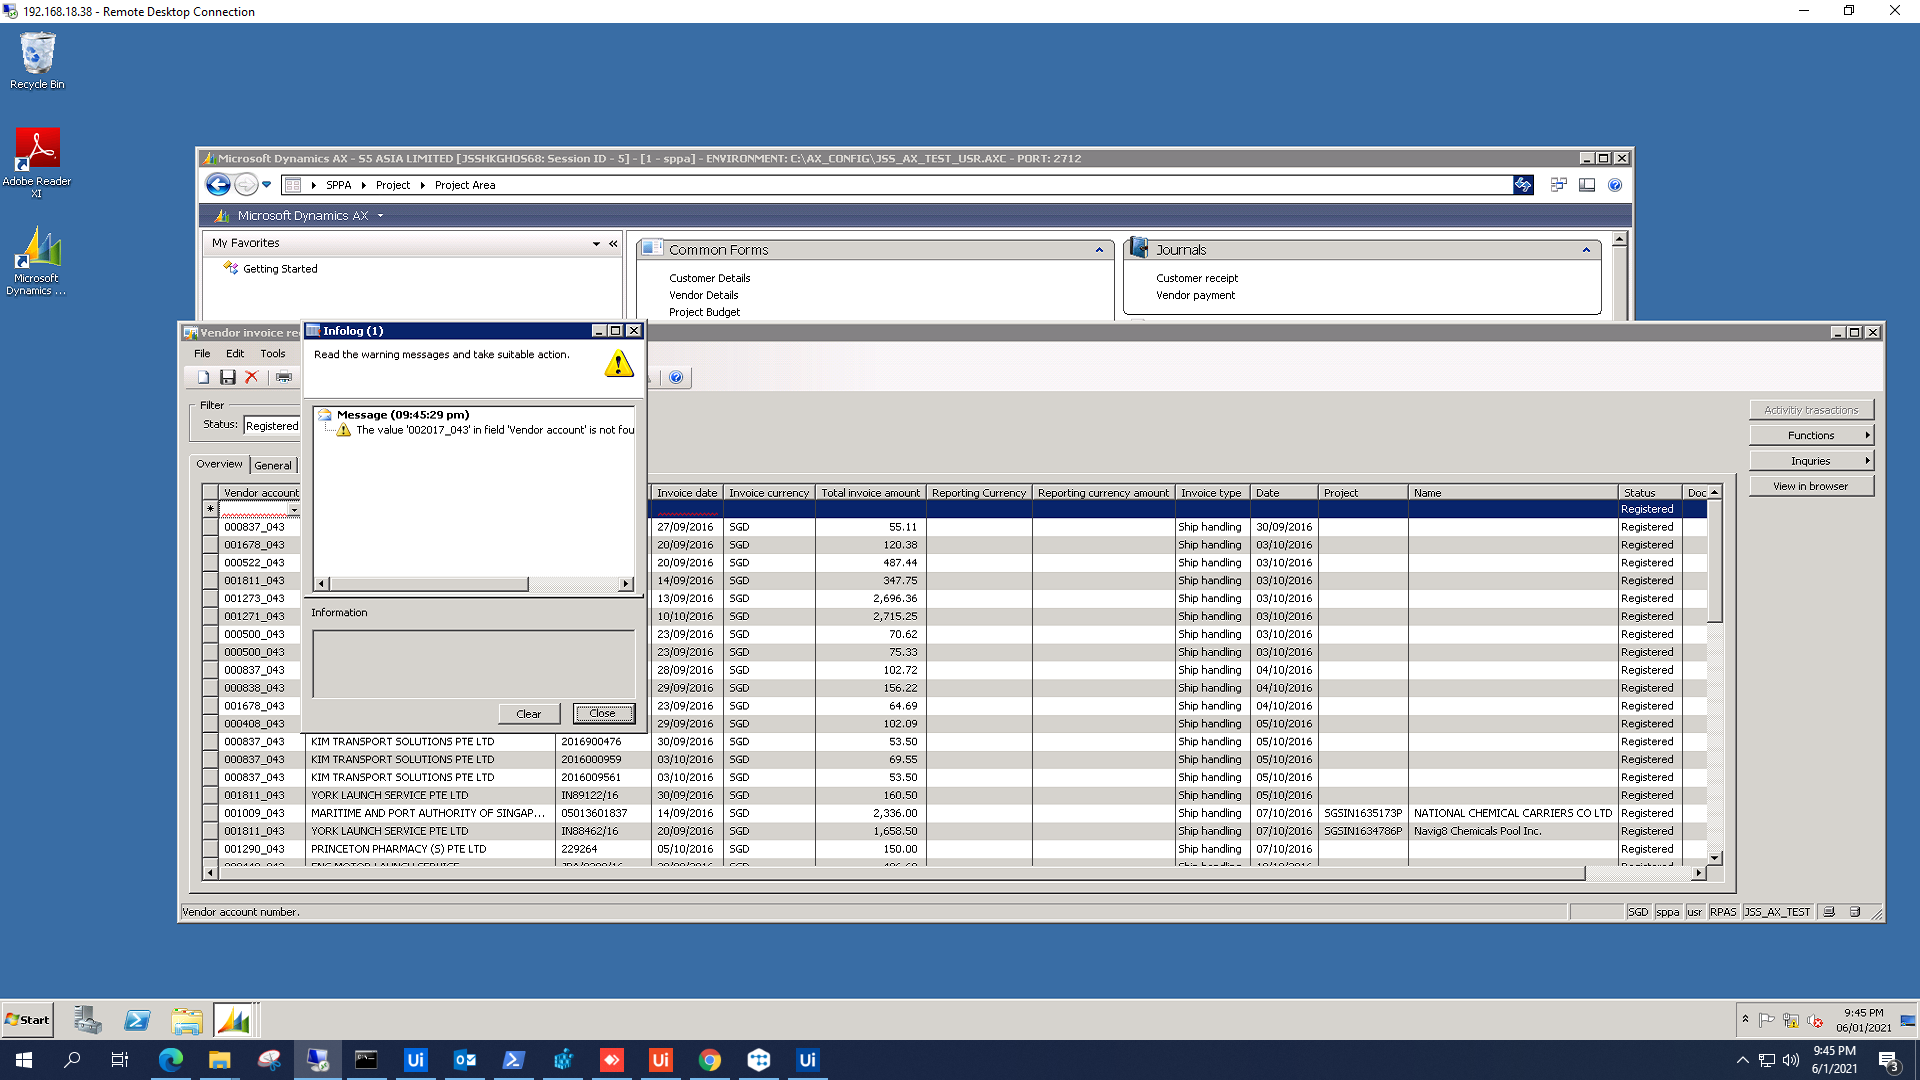 192.168.18.38 - Remote Desktop Connection
Recycle Bin
Adobe Reader
XI
Microsoft
Dynamics ...
Microsoft Dynamics AX - S5 ASIA LIMITED [JSSHKGHOS68: Session ID - 5] - [1 - sppa] - ENVIRONMENT: C:\AX_CONFIG\JSS_AX_TEST_USR.AXC - PORT: 2712
SPPA Project Project Area
Microsoft Dynamics AX
My Favorites
Getting Started
Common Forms
Customer Details
Vendor Details
Project Budget
Journals
Customer receipt
Vendor payment
Vendor invoice re
File Edit Tools
Filter
Status: Registered
Overview General
Infolog (1)
Read the warning messages and take suitable action.
Message (09:45:29 pm)
The value '002017_043' in field 'Vendor account' is not fou
Information
Clear Close
Activitiy trasactions
Functions
Inquries
View in browser
Vendor account Invoice date Invoice currency Total invoice amount Reporting Currency Reporting currency amount Invoice type Date Project Name Status Doc
* Registered
000837_043 27/09/2016 SGD 55.11 Ship handling 30/09/2016 Registered
001678_043 20/09/2016 SGD 120.38 Ship handling 03/10/2016 Registered
000522_043 20/09/2016 SGD 487.44 Ship handling 03/10/2016 Registered
001811_043 14/09/2016 SGD 347.75 Ship handling 03/10/2016 Registered
001273_043 13/09/2016 SGD 2,696.36 Ship handling 03/10/2016 Registered
001271_043 10/10/2016 SGD 2,715.25 Ship handling 03/10/2016 Registered
000500_043 23/09/2016 SGD 70.62 Ship handling 03/10/2016 Registered
000500_043 23/09/2016 SGD 75.33 Ship handling 03/10/2016 Registered
000837_043 28/09/2016 SGD 102.72 Ship handling 04/10/2016 Registered
000838_043 29/09/2016 SGD 156.22 Ship handling 04/10/2016 Registered
001678_043 23/09/2016 SGD 64.69 Ship handling 04/10/2016 Registered
000408_043 29/09/2016 SGD 102.09 Ship handling 05/10/2016 Registered
000837_043 KIM TRANSPORT SOLUTIONS PTE LTD 2016900476 30/09/2016 SGD 53.50 Ship handling 05/10/2016 Registered
000837_043 KIM TRANSPORT SOLUTIONS PTE LTD 2016000959 03/10/2016 SGD 69.55 Ship handling 05/10/2016 Registered
000837_043 KIM TRANSPORT SOLUTIONS PTE LTD 2016009561 03/10/2016 SGD 53.50 Ship handling 05/10/2016 Registered
001811_043 YORK LAUNCH SERVICE PTE LTD IN89122/16 30/09/2016 SGD 160.50 Ship handling 05/10/2016 Registered
001009_043 MARITIME AND PORT AUTHORITY OF SINGAP... 05013601837 14/09/2016 SGD 2,336.00 Ship handling 07/10/2016 SGSIN1635173P NATIONAL CHEMICAL CARRIERS CO LTD Registered
001811_043 YORK LAUNCH SERVICE PTE LTD IN88462/16 20/09/2016 SGD 1,658.50 Ship handling 07/10/2016 SGSIN1634786P Navig8 Chemicals Pool Inc. Registered
001290_043 PRINCETON PHARMACY (S) PTE LTD 229264 05/10/2016 SGD 150.00 Ship handling 07/10/2016 Registered
Vendor account number. SGD sppa usr RPAS JSS_AX_TEST
Start
9:45 PM
06/01/2021
Ui Ui Ui
9:45 PM
6/1/2021
3